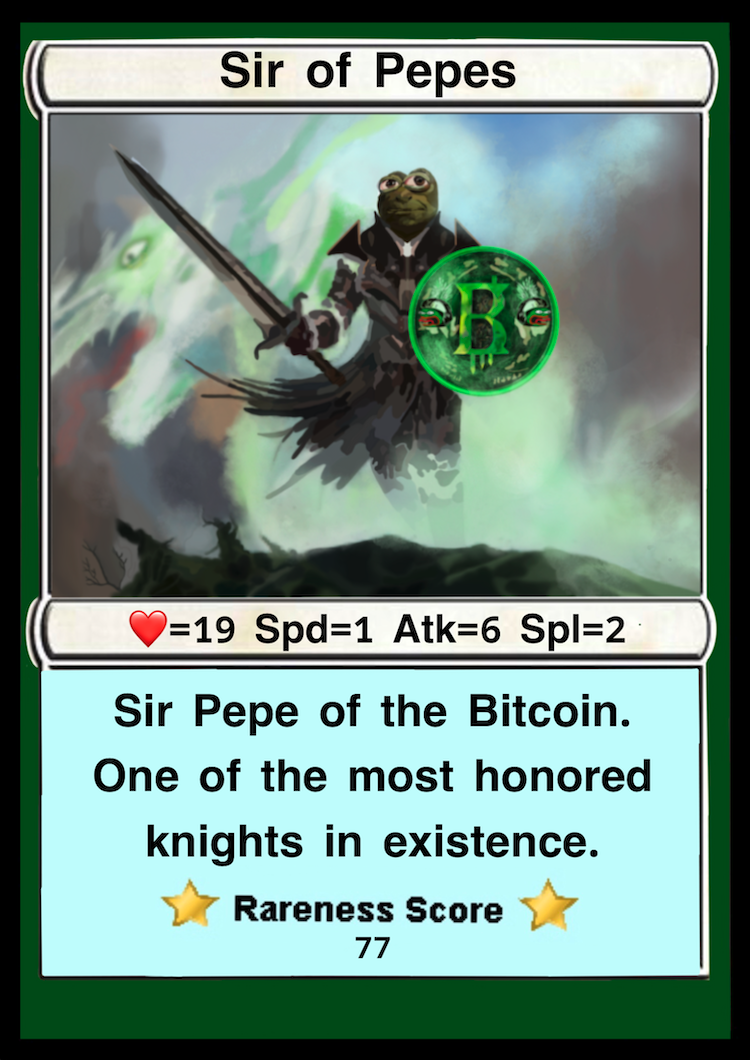 Sir of Pepes
B
❤️=19 Spd=1 Atk=6 Spl=2
Sir Pepe of the Bitcoin.
One of the most honored
knights in existence.
Rareness Score
77